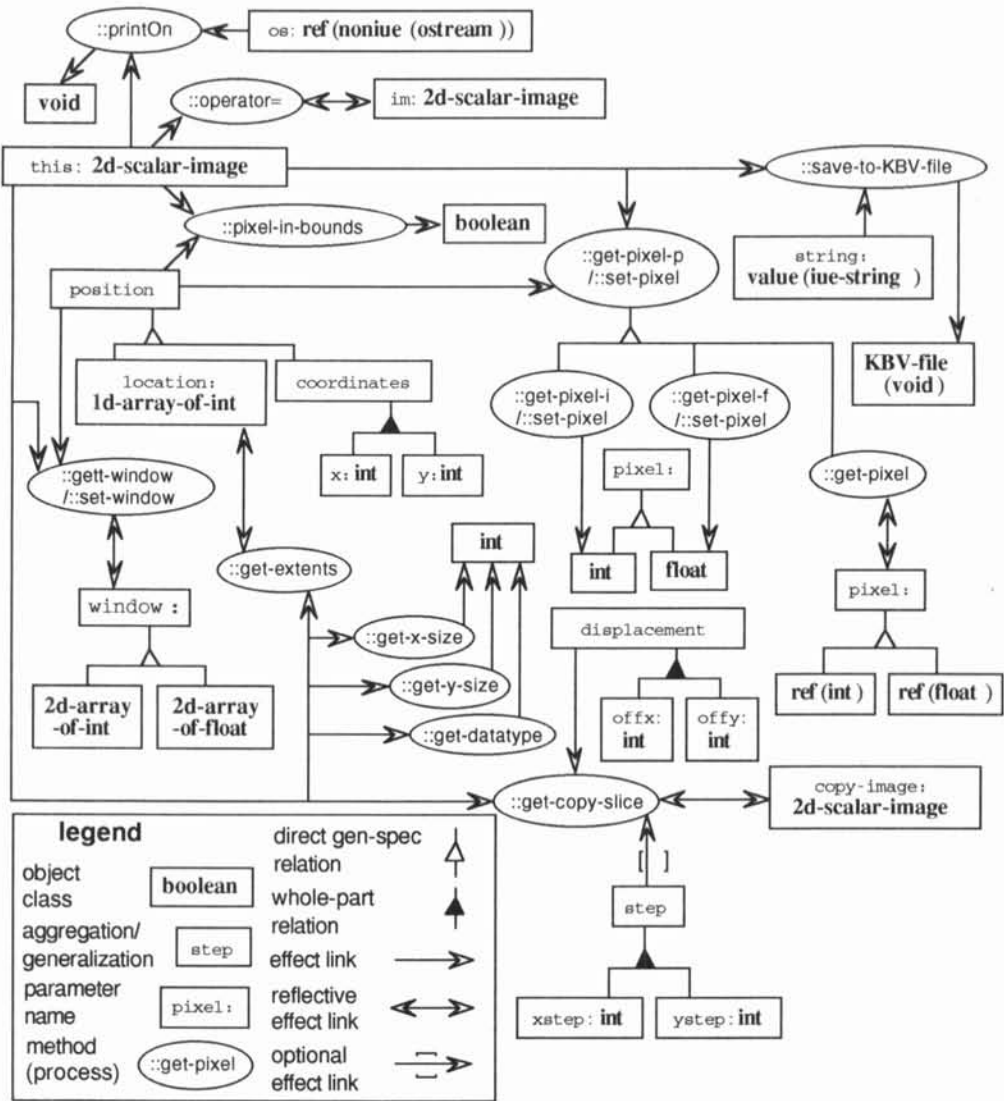 ::printOn
os: ref (noniue (ostream ))
void
::operator=
im: 2d-scalar-image
this: 2d-scalar-image
::save-to-KBV-file
::pixel-in-bounds
boolean
::get-pixel-p
/::set-pixel
string:
value (iue-string )
position
location:
1d-array-of-int
coordinates
KBV-file
(void )
::get-pixel-i
/::set-pixel
::get-pixel-f
/::set-pixel
x: int
y: int
::gett-window
/::set-window
pixel:
::get-pixel
int
::get-extents
int
float
window :
pixel:
::get-x-size
displacement
::get-y-size
ref (int )
ref (float )
2d-array
-of-int
2d-array
-of-float
offx:
int
offy:
int
::get-datatype
::get-copy-slice
copy-image:
2d-scalar-image
[ ]
step
xstep: int
ystep: int
legend
object
class
boolean
direct gen-spec
relation
aggregation/
generalization
step
whole-part
relation
effect link
parameter
name
pixel:
reflective
effect link
method
(process)
::get-pixel
optional
effect link
[ ]